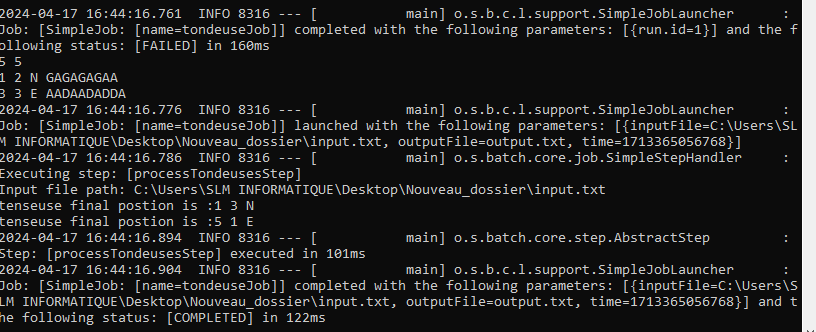 2024-04-17 16:44:16.761  INFO 8316 --- [           main] o.s.b.c.l.support.SimpleJobLauncher      :
Job: [SimpleJob: [name=tondeuseJob]] completed with the following parameters: [{run.id=1}] and the f
ollowing status: [FAILED] in 160ms
5 5
1 2 N GAGAGAGAA
3 3 E AADAADADDA
2024-04-17 16:44:16.776  INFO 8316 --- [           main] o.s.b.c.l.support.SimpleJobLauncher      :
Job: [SimpleJob: [name=tondeuseJob]] launched with the following parameters: [{inputFile=C:\Users\SL
M INFORMATIQUE\Desktop\Nouveau_dossier\input.txt, outputFile=output.txt, time=1713365056768}]
2024-04-17 16:44:16.786  INFO 8316 --- [           main] o.s.batch.core.job.SimpleStepHandler     :
Executing step: [processTondeusesStep]
Input file path: C:\Users\SLM INFORMATIQUE\Desktop\Nouveau_dossier\input.txt
tenseuse final postion is :1 3 N
tenseuse final postion is :5 1 E
2024-04-17 16:44:16.894  INFO 8316 --- [           main] o.s.batch.core.step.AbstractStep         :
Step: [processTondeusesStep] executed in 101ms
2024-04-17 16:44:16.904  INFO 8316 --- [           main] o.s.b.c.l.support.SimpleJobLauncher      :
Job: [SimpleJob: [name=tondeuseJob]] completed with the following parameters: [{inputFile=C:\Users\S
LM INFORMATIQUE\Desktop\Nouveau_dossier\input.txt, outputFile=output.txt, time=1713365056768}] and t
he following status: [COMPLETED] in 122ms